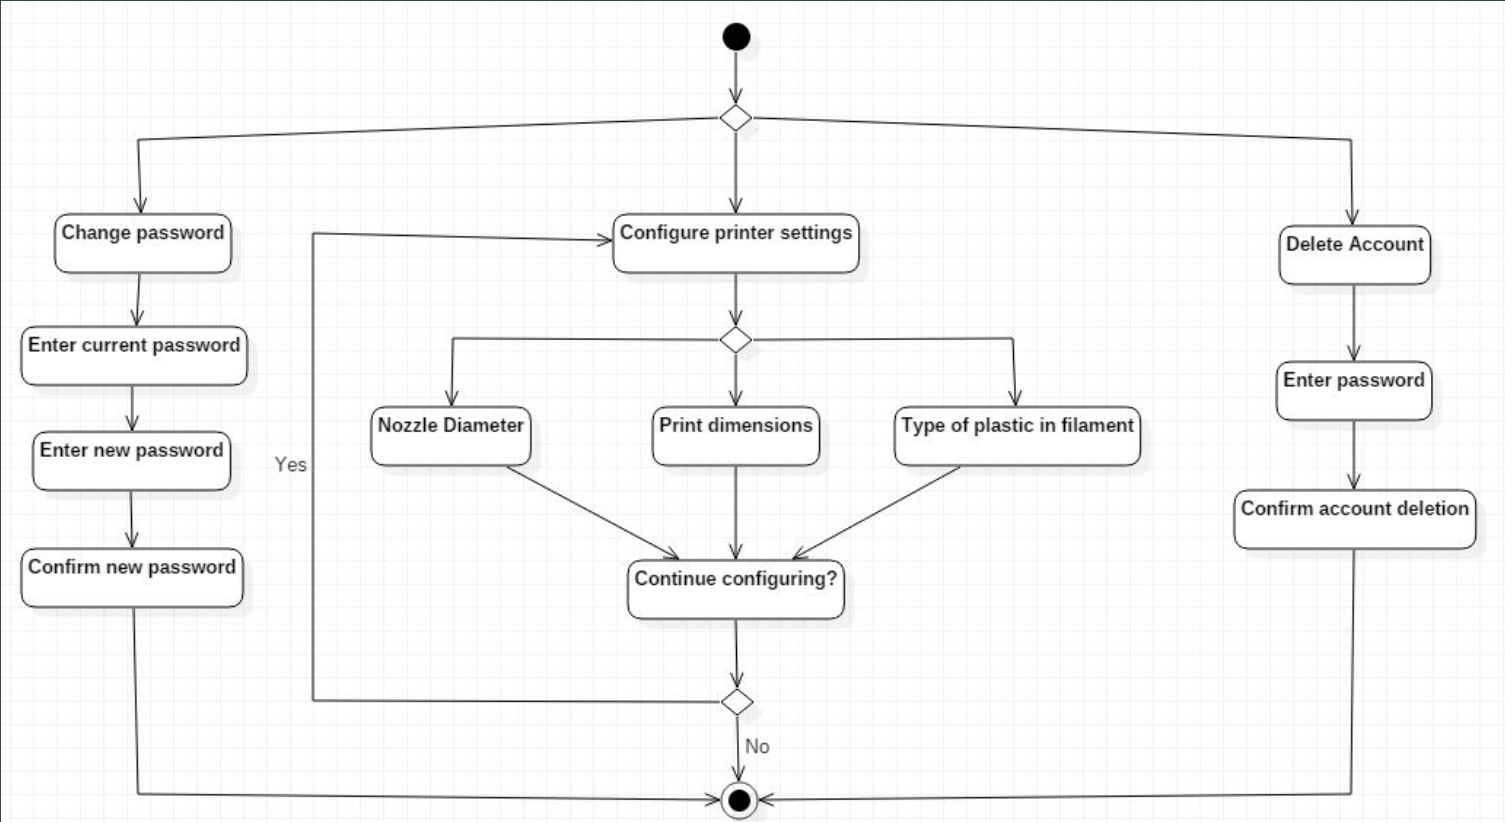 Change password
Configure printer settings
Delete Account
Enter current password
Enter password
Nozzle Diameter
Print dimensions
Type of plastic in filament
Enter new password
Yes
Confirm account deletion
Confirm new password
Continue configuring?
No